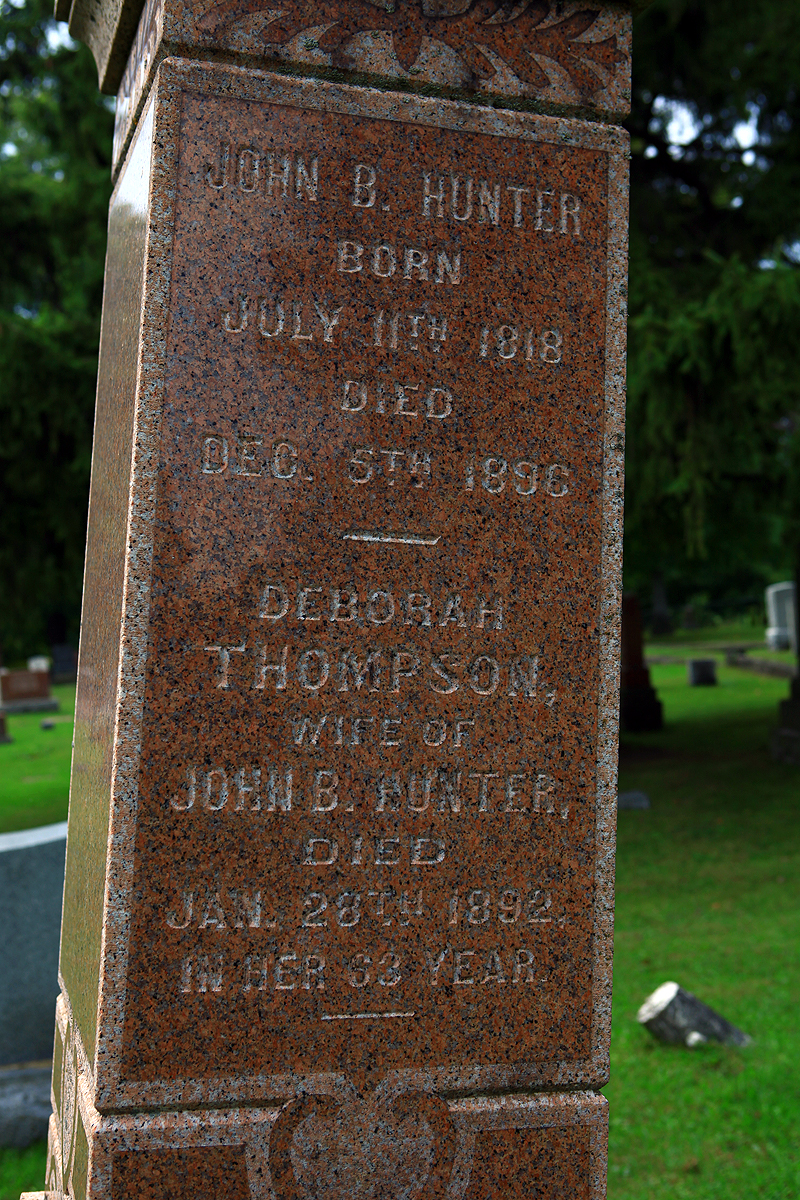 JOHN B. HUNTER
BORN
JULY 11TH 1818
DIED
DEC. 5TH 1896
DEBORAH
THOMPSON,
WIFE OF
JOHN B. HUNTER,
DIED
JAN. 28TH 1892.
IN HER 63 YEAR.